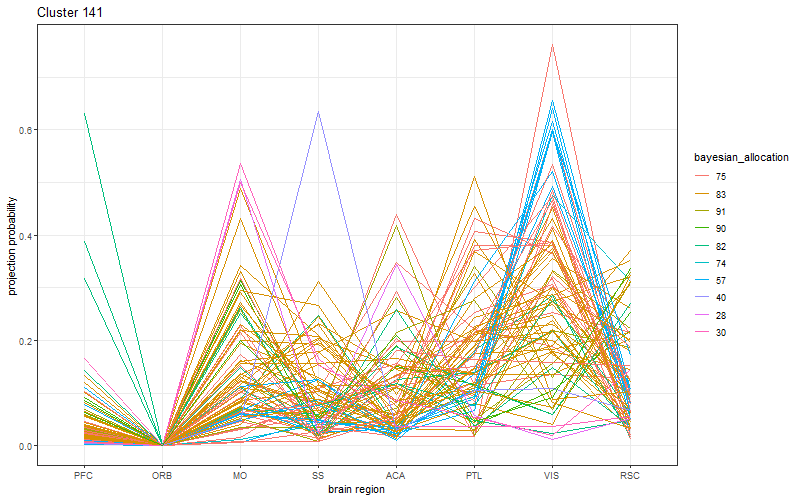 Cluster 141
projection probability
0.6
0.4
0.2
0.0
PFC ORB MO SS ACA PTL VIS RSC
brain region
bayesian_allocation
75
83
91
90
82
74
57
40
28
30